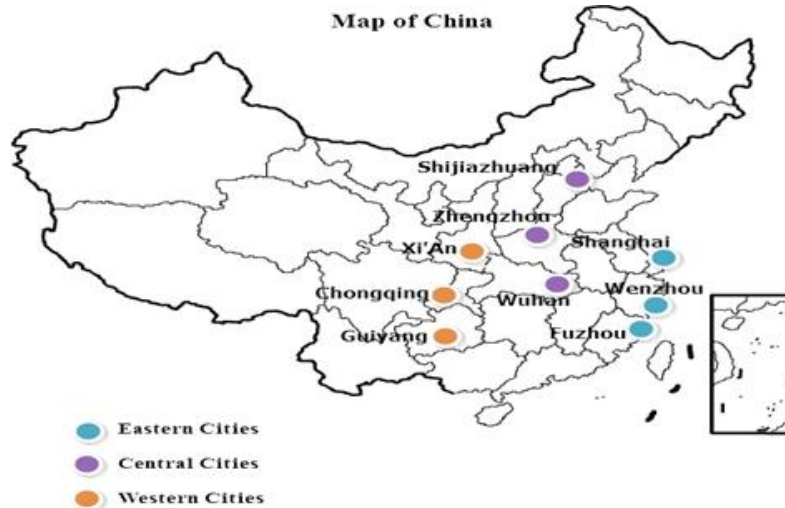 Map of China
Shijiazhuang
Zhengzhou
Xi'An
Shanghai
Chongqing
Wuhan
Wenzhou
Guiyang
Fuzhou
Eastern Cities
Central Cities
Western Cities